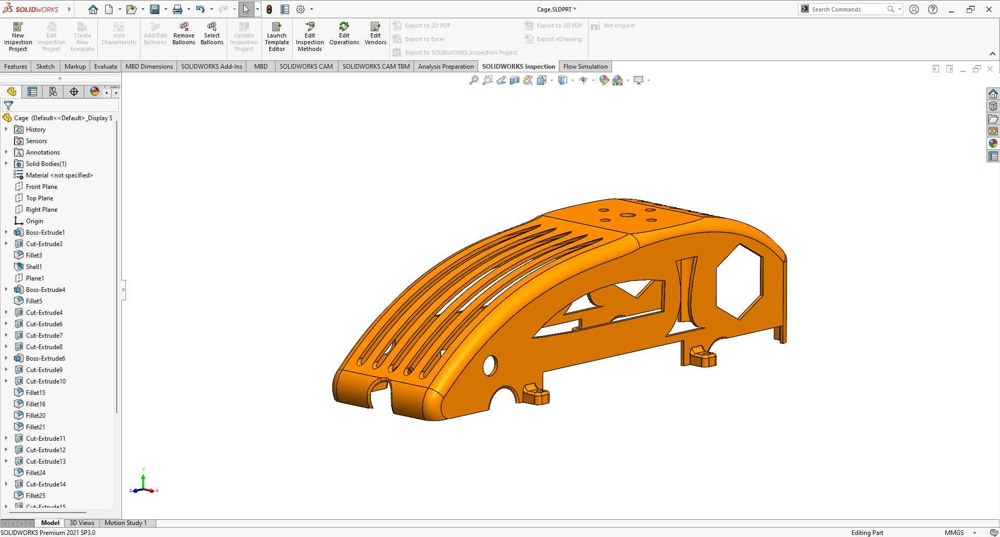 SOLIDWORKS
Cage.SLDPRT *
Search Commands
New Inspection Project
Edit Inspection Project
Create New template
Add Characteristic
Add/Edit Balloons
Remove Balloons
Select Balloons
Update Inspection Project
Launch Template Editor
Edit Inspection Methods
Edit Operations
Edit Vendors
Export to 2D PDF
Export to Excel
Export to SOLIDWORKS Inspection Project
Export to 3D PDF
Export eDrawing
Net-Inspect
Features Sketch Markup Evaluate MBD Dimensions SOLIDWORKS Add-Ins MBD SOLIDWORKS CAM SOLIDWORKS CAM TBM Analysis Preparation SOLIDWORKS Inspection Flow Simulation
Cage (Default<<Default>_Display S
History
Sensors
Annotations
Solid Bodies(1)
Material <not specified>
Front Plane
Top Plane
Right Plane
Origin
Boss-Extrude1
Cut-Extrude3
Fillet3
Shell1
Plane1
Boss-Extrude4
Fillet5
Cut-Extrude4
Cut-Extrude6
Cut-Extrude7
Cut-Extrude8
Boss-Extrude6
Cut-Extrude9
Cut-Extrude10
Fillet15
Fillet16
Fillet20
Fillet21
Cut-Extrude11
Cut-Extrude12
Cut-Extrude13
Fillet24
Cut-Extrude14
Fillet25
Cut-Extrude15
Y
Z X
Model 3D Views Motion Study 1
SOLIDWORKS Premium 2021 SP3.0 Editing Part MMGS